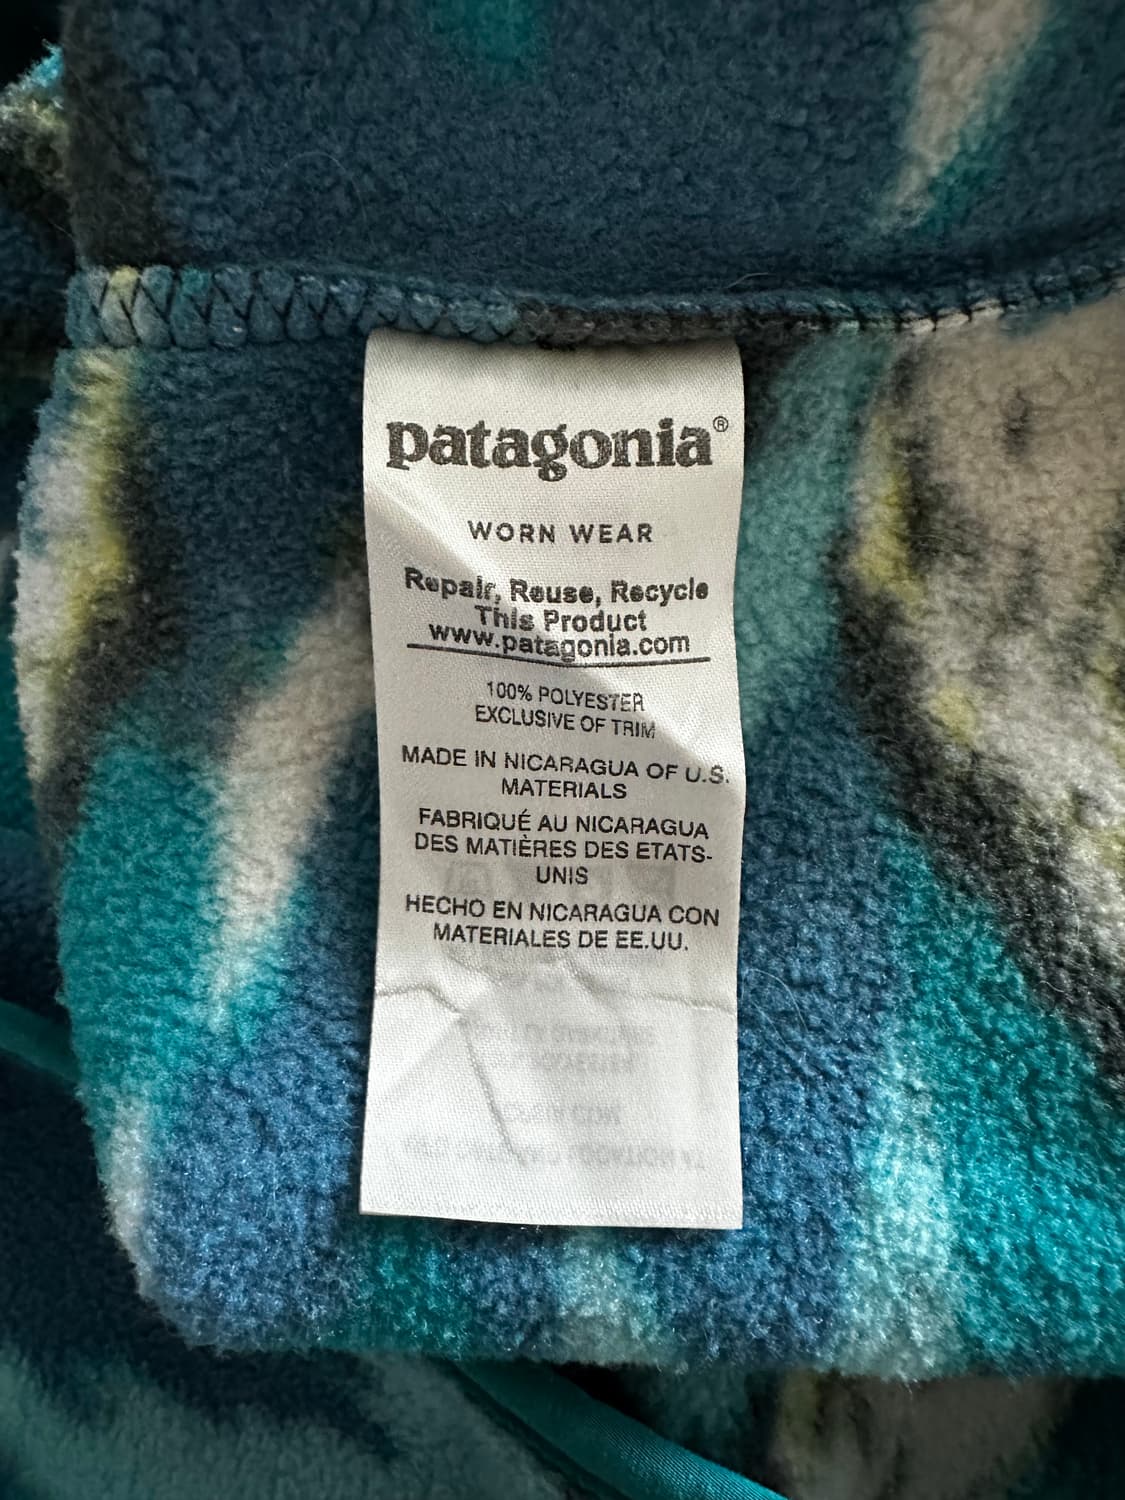 patagonia®
WORN WEAR
Repair, Reuse, Recycle
This Product
www.patagonia.com
100% POLYESTER
EXCLUSIVE OF TRIM
MADE IN NICARAGUA OF U.S.
MATERIALS
FABRIQUÉ AU NICARAGUA
DES MATIÈRES DES ETATS-
UNIS
HECHO EN NICARAGUA CON
MATERIALES DE EE.UU.